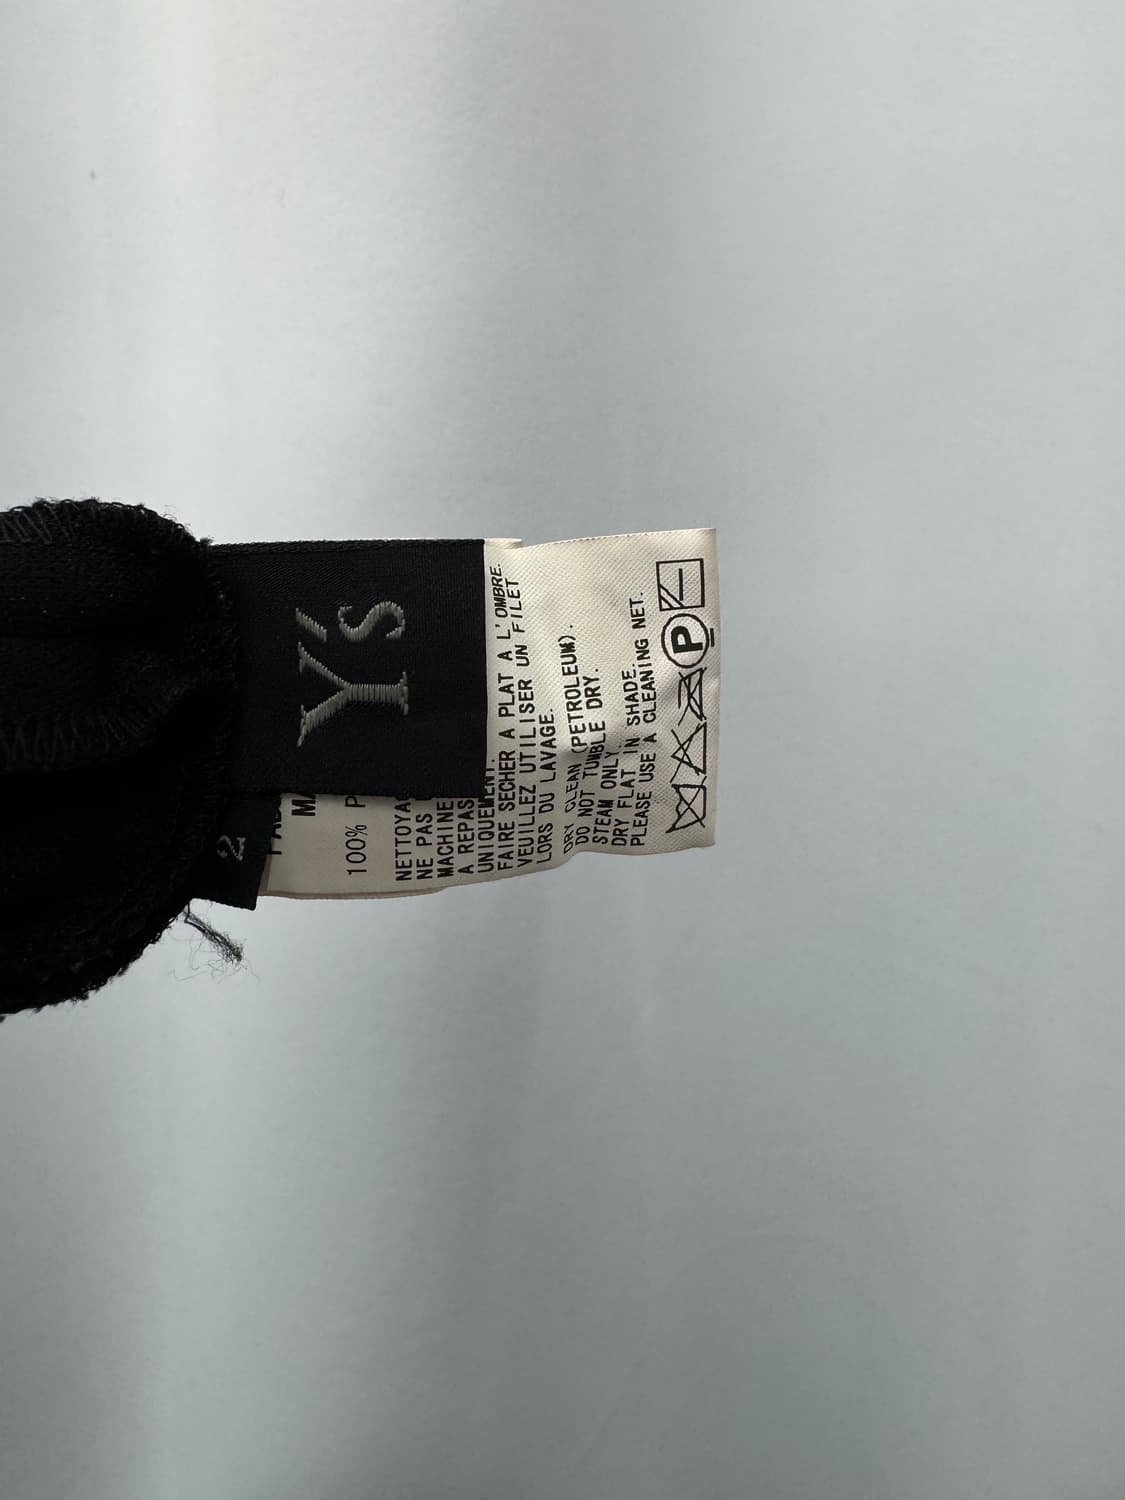 Y's
2
100% P
NETTOYA
NE PAS
MACHINE
A REPAS
UNIQUEMENT.
FAIRE SECHER A PLAT A L'OMBRE.
VEUILLEZ UTILISER UN FILET
LORS DU LAVAGE.
DRY CLEAN (PETROLEUM).
DO NOT TUMBLE DRY.
STEAM ONLY.
DRY FLAT IN SHADE.
PLEASE USE A CLEANING NET.
P